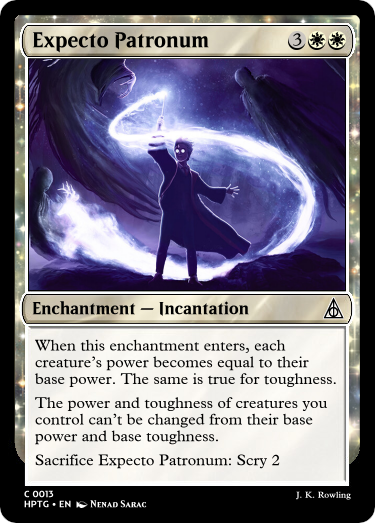 Expecto Patronum 3
Enchantment — Incantation
When this enchantment enters, each
creature's power becomes equal to their
base power. The same is true for toughness.
The power and toughness of creatures you
control can't be changed from their base
power and base toughness.
Sacrifice Expecto Patronum: Scry 2
C 0013
HPTG • EN NENAD SARAC
J. K. Rowling